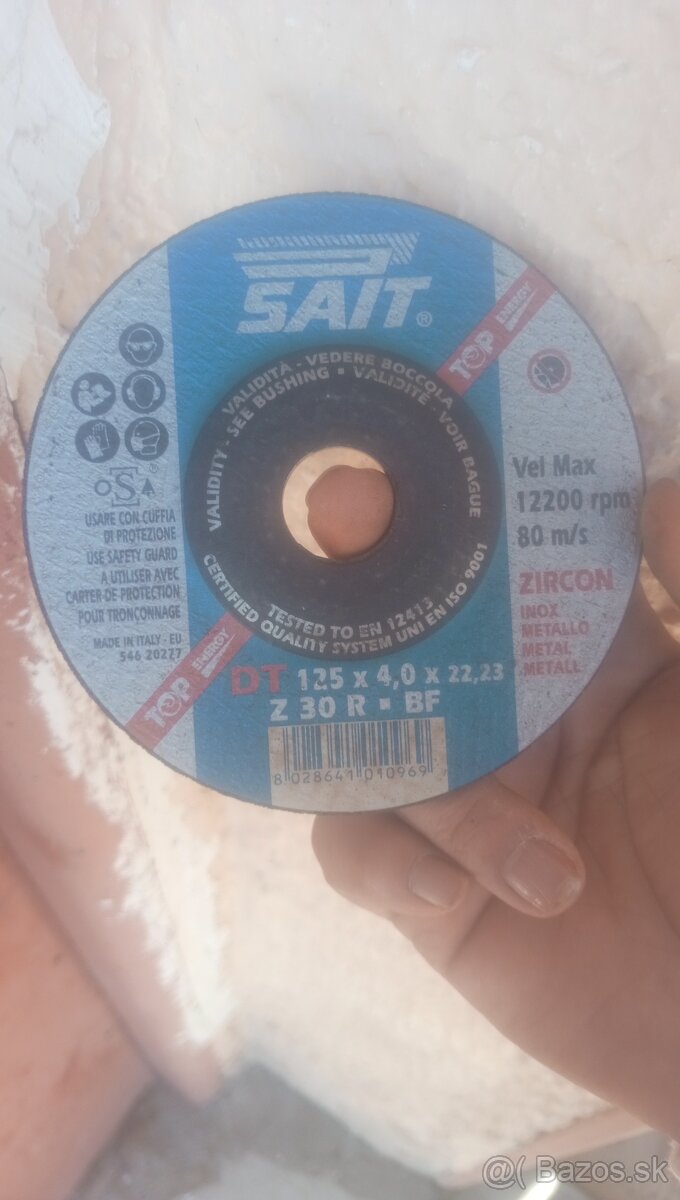 SAIT®
TOP ENERGY
VALIDITÀ - VEDERE BOCCOLA
VALIDITY - SEE BUSHING ▪ VALIDITÉ - VOIR BAGUE
TESTED TO EN 12413
CERTIFIED QUALITY SYSTEM UNI EN ISO 9001
oSA®
USARE CON CUFFIA
DI PROTEZIONE
USE SAFETY GUARD
A UTILISER AVEC
CARTER DE PROTECTION
POUR TRONÇONNAGE
MADE IN ITALY - EU
546 20277
Vel Max
12200 rpm
80 m/s
ZIRCON
INOX
METALLO
METAL
METALL
TOP ENERGY
DT 125 x 4,0 x 22,23
Z 30 R ▪ BF
8 028641 010969
@( Bazos.sk